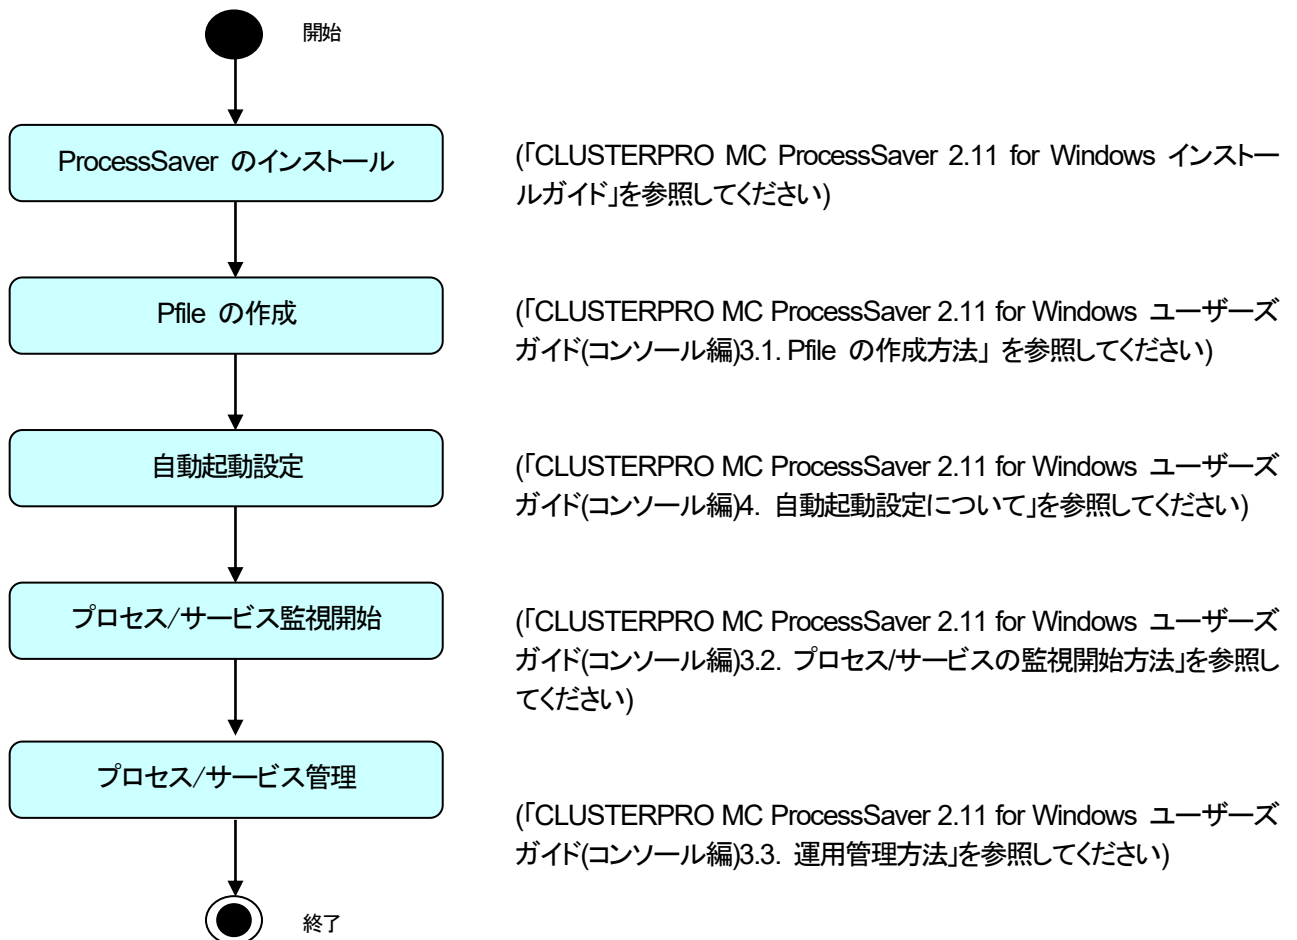 開始
ProcessSaver のインストール
(「CLUSTERPRO MC ProcessSaver 2.11 for Windows インストー
ルガイド」を参照してください)
Pfile の作成
(「CLUSTERPRO MC ProcessSaver 2.11 for Windows ユーザーズ
ガイド(コンソール編)3.1. Pfile の作成方法」 を参照してください)
自動起動設定
(「CLUSTERPRO MC ProcessSaver 2.11 for Windows ユーザーズ
ガイド(コンソール編)4. 自動起動設定について」を参照してください)
プロセス/サービス監視開始
(「CLUSTERPRO MC ProcessSaver 2.11 for Windows ユーザーズ
ガイド(コンソール編)3.2. プロセス/サービスの監視開始方法」を参照し
てください)
プロセス/サービス管理
(「CLUSTERPRO MC ProcessSaver 2.11 for Windows ユーザーズ
ガイド(コンソール編)3.3. 運用管理方法」を参照してください)
終了